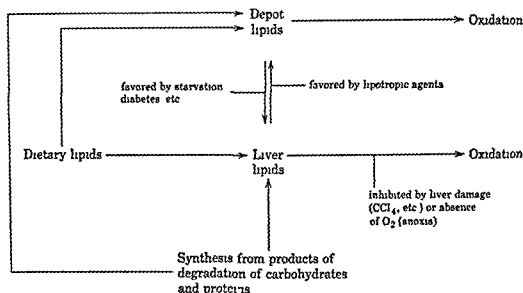 Depot
lipids
Oxidation
favored by starvation
diabetes etc
favored by lipotropic agents
Dietary lipids
Liver
lipids
Oxidation
inhibited by liver damage
(CCl4, etc) or absence
of O2 (anoxis)
Synthesis from products of
degradation of carbohydrates
and proteins